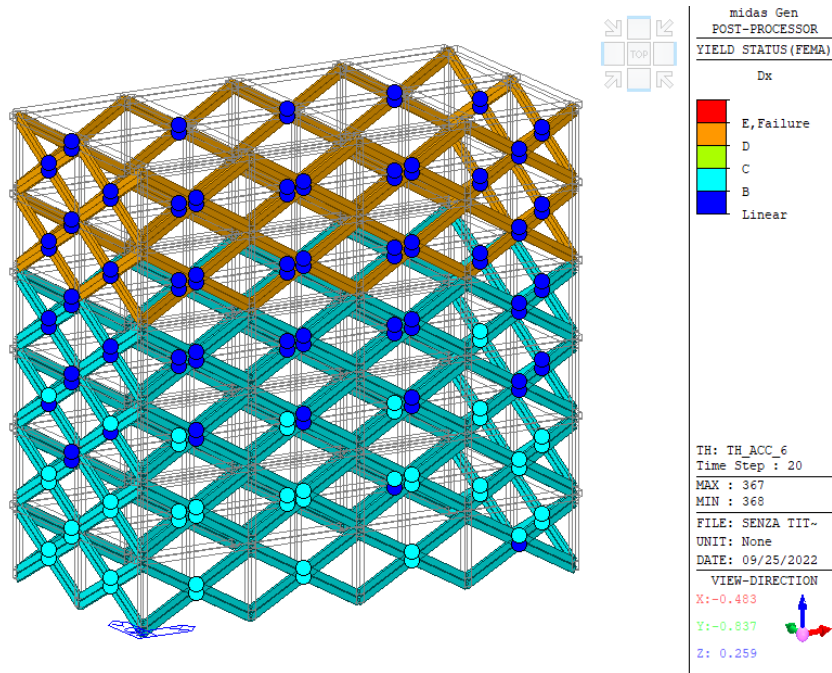 TOP
midas Gen
POST-PROCESSOR
YIELD STATUS(FEMA)
Dx
E,Failure
D
C
B
Linear
TH: TH_ACC_6
Time Step : 20
MAX : 367
MIN : 368
FILE: SENZA TIT~
UNIT: None
DATE: 09/25/2022
VIEW-DIRECTION
X:-0.483
Y:-0.837
Z: 0.259